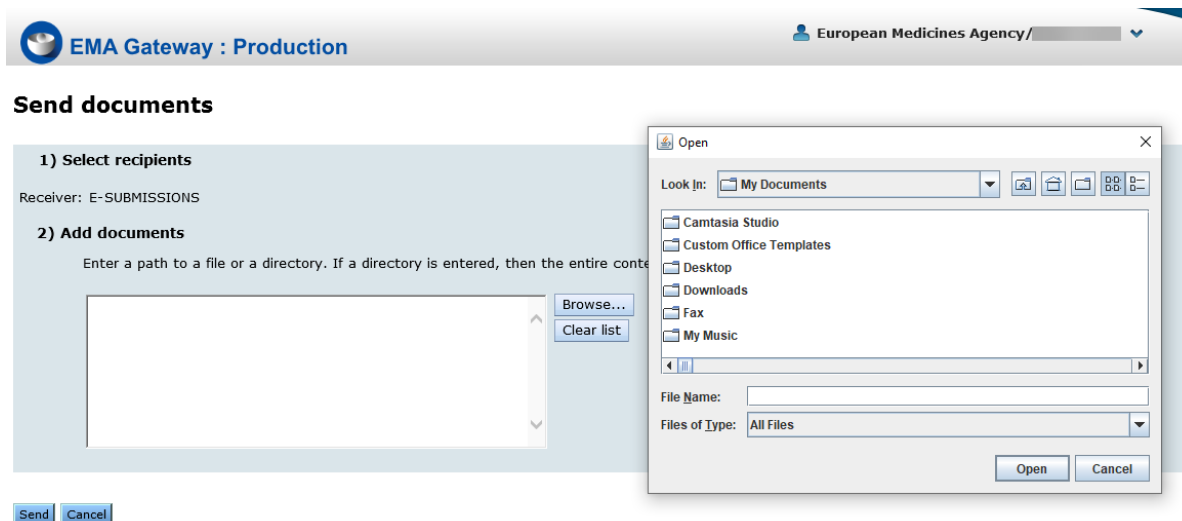 EMA Gateway : Production
European Medicines Agency/
Send documents
1) Select recipients
Receiver: E-SUBMISSIONS
2) Add documents
Enter a path to a file or a directory. If a directory is entered, then the entire conte
Browse...
Clear list
Send
Cancel
Open
Look In:
My Documents
Camtasia Studio
Custom Office Templates
Desktop
Downloads
Fax
My Music
File Name:
Files of Type:
All Files
Open
Cancel